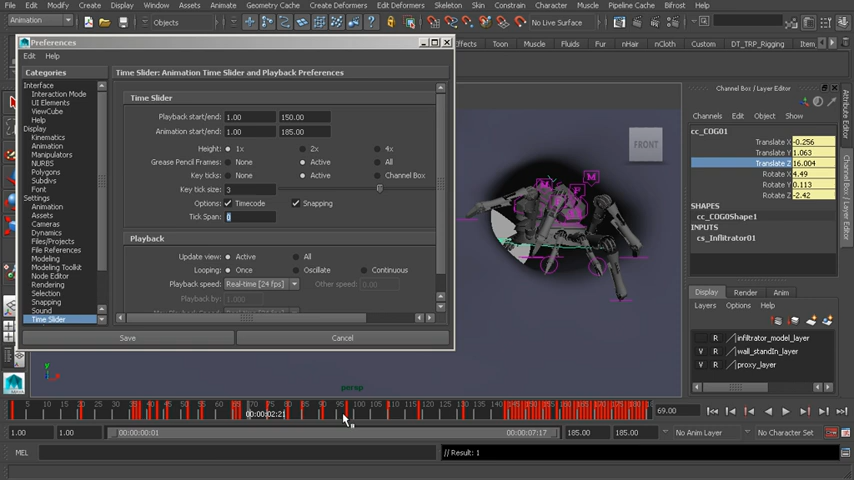 File Edit Modify Create Display Window Assets Select Animate Geometry Cache Create Deformers Edit Deformers Skeleton Skin Constrain Character Muscle Pipeline Cache Bifrost Help
Animation Objects No Live Surface
Preferences
Edit Help
Effects Toon Muscle Fluids Fur nHair nCloth Custom DT_TRP_Rigging
Categories
Time Slider: Animation Time Slider and Playback Preferences
Interface
Interaction Mode
UI Elements
ViewCube
Help
Display
Kinematics
Animation
Manipulators
NURBS
Polygons
Subdivs
Font
Settings
Animation
Assets
Cameras
Dynamics
Files/Projects
File References
Modeling
Modeling Toolkit
Node Editor
Rendering
Selection
Snapping
Sound
Time Slider
Time Slider
Playback start/end: 1.00 150.00
Animation start/end: 1.00 185.00
Height: 1x 2x 4x
Grease Pencil Frames: None Active All
Key ticks: None Active Channel Box
Key tick size: 3
Options: Timecode Snapping
Tick Span: 0
Playback
Update view: Active All
Looping: Once Oscillate Continuous
Playback speed: Real-time [24 fps] Other speed: 0.00
Playback by: 1.000
Save Cancel
FRONT
M M F
persp
Channel Box / Layer Editor
Channels Edit Object Show
cc_COG01
Translate X -0.256
Translate Y 1.063
Translate Z 16.004
Rotate X 4.49
Rotate Y 0.113
Rotate Z -2.42
SHAPES
cc_COG0Shape1
INPUTS
cs_Infiltrator01
Display Render Anim
Layers Options Help
R infiltrator_model_layer
V R wall_standIn_layer
V proxy_layer
Attribute Editor
Channel Box / Layer Editor
00:00:02:21
69.00
1.00 1.00 00:00:00:01 00:00:07:17 185.00 185.00 No Anim Layer No Character Set
MEL // Result: 1